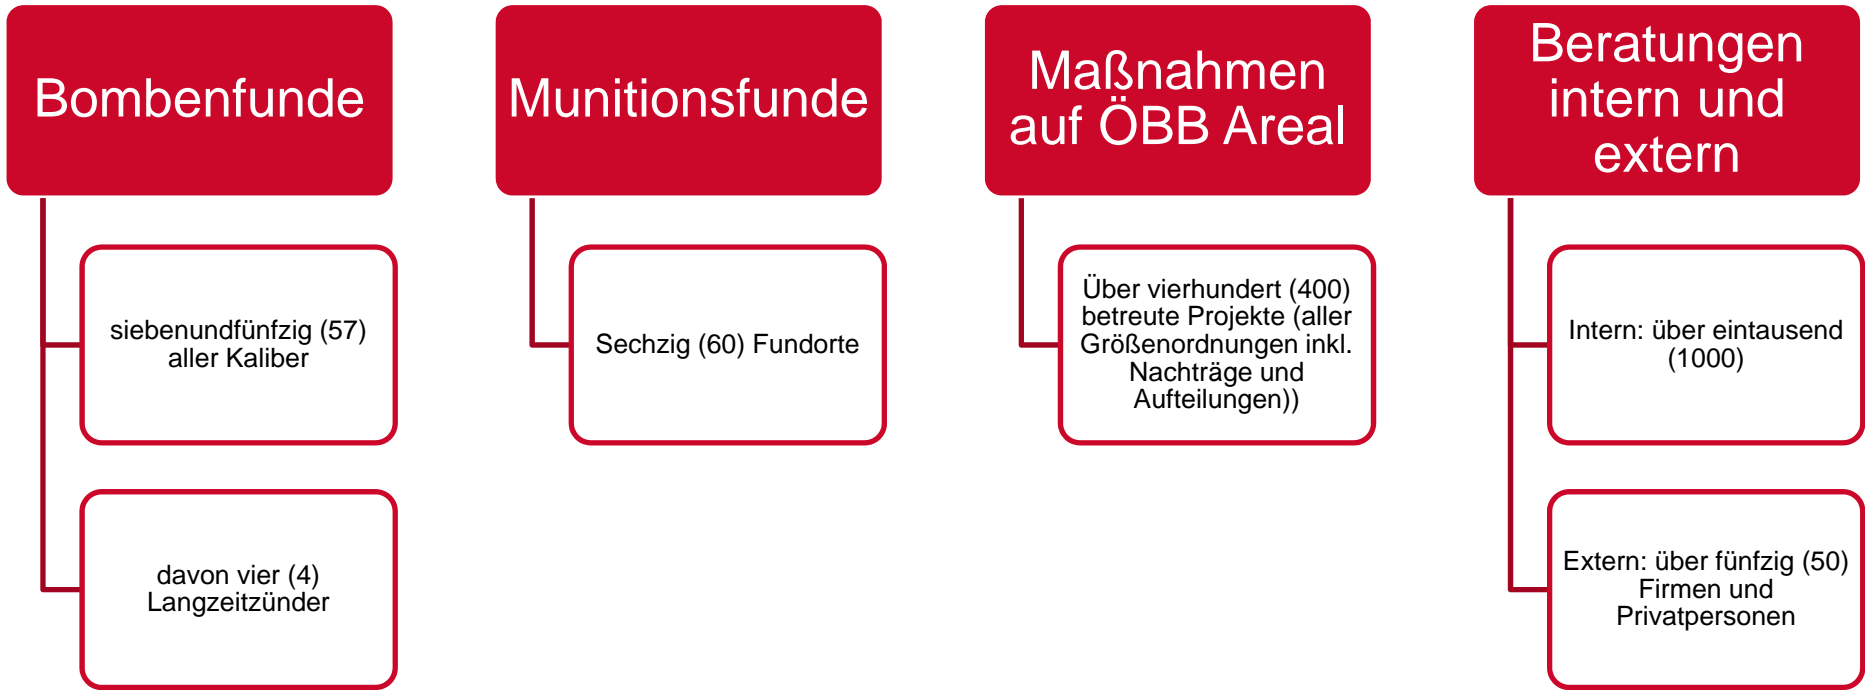 Bombenfunde
siebenundfünfzig (57)
aller Kaliber
davon vier (4)
Langzeitzünder
Munitionsfunde
Sechzig (60) Fundorte
Maßnahmen
auf ÖBB Areal
Über vierhundert (400)
betreute Projekte (aller
Größenordnungen inkl.
Nachträge und
Aufteilungen))
Beratungen
intern und
extern
Intern: über eintausend
(1000)
Extern: über fünfzig (50)
Firmen und
Privatpersonen